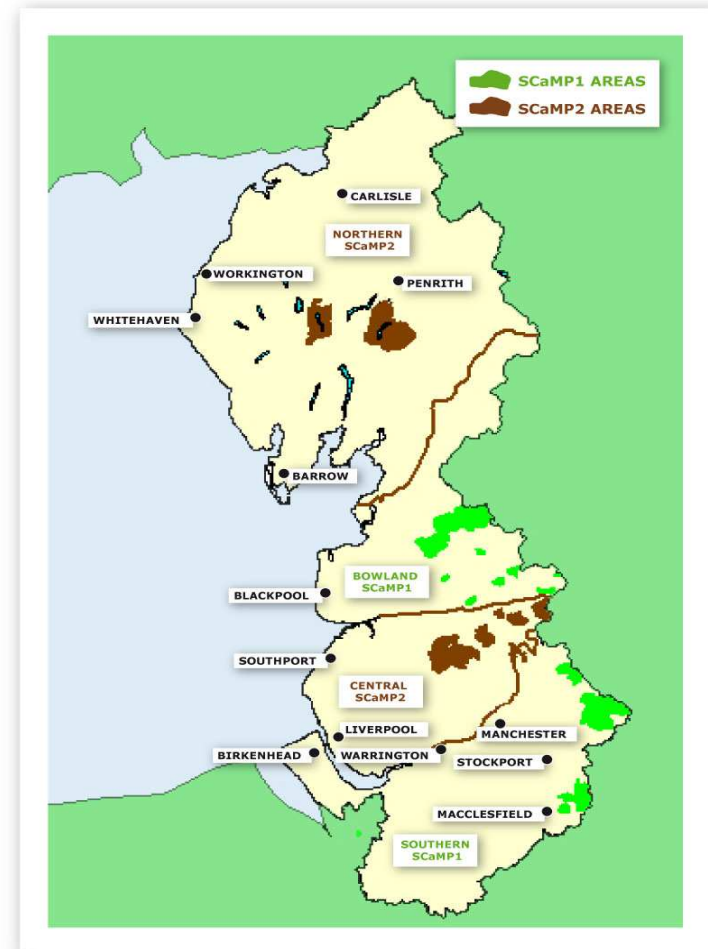 SCaMP1 AREAS
SCaMP2 AREAS
CARLISLE
NORTHERN
SCaMP2
WORKINGTON
PENRITH
WHITEHAVEN
BARROW
BOWLAND
SCaMP1
BLACKPOOL
SOUTHPORT
CENTRAL
SCaMP2
LIVERPOOL
MANCHESTER
BIRKENHEAD
WARRINGTON
STOCKPORT
MACCLESFIELD
SOUTHERN
SCaMP1